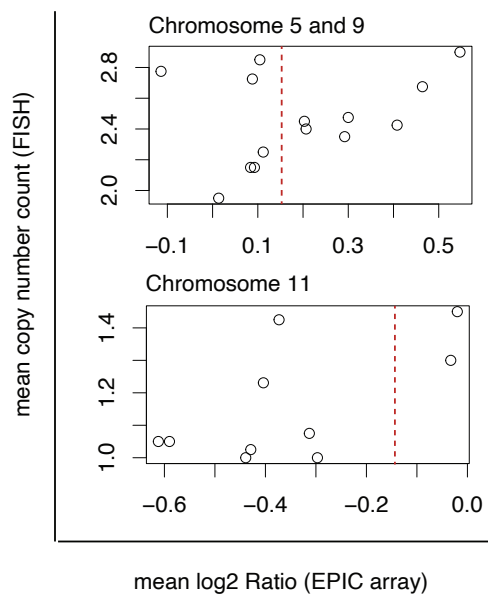 Chromosome 5 and 9
2.8
2.4
2.0
−0.1 0.1 0.3 0.5
mean copy number count (FISH)
Chromosome 11
1.4
1.2
1.0
−0.6 −0.4 −0.2 0.0
mean log2 Ratio (EPIC array)